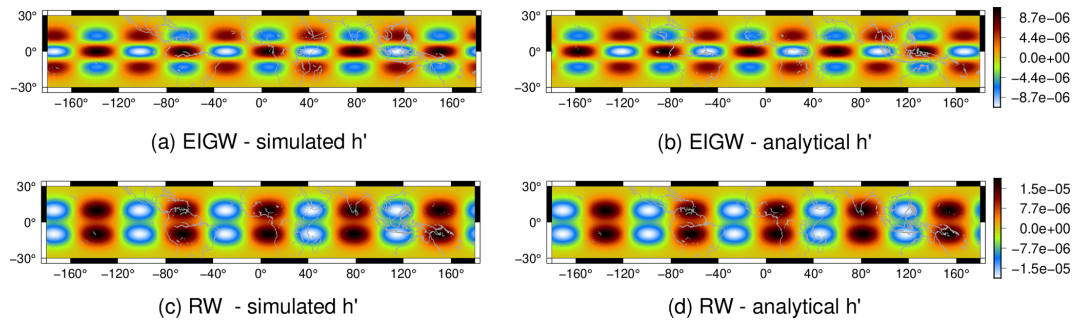 30°
0°
−30°
−160° −120° −80° −40° 0° 40° 80° 120° 160°
(a) EIGW - simulated h'
30°
0°
−30°
−160° −120° −80° −40° 0° 40° 80° 120° 160°
(b) EIGW - analytical h'
8.7e−06
4.4e−06
0.0e+00
−4.4e−06
−8.7e−06
30°
0°
−30°
−160° −120° −80° −40° 0° 40° 80° 120° 160°
(c) RW - simulated h'
30°
0°
−30°
−160° −120° −80° −40° 0° 40° 80° 120° 160°
(d) RW - analytical h'
1.5e−05
7.7e−06
0.0e+00
−7.7e−06
−1.5e−05